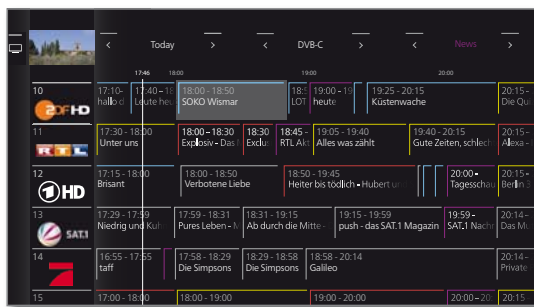 < Today > < DVB-C > < News >
17:46 18:00 19:00 20:00
10 17:10- 17:40 - 18 18:00 - 18:50 18:5 19:00 - 19 19:25 - 20:15 20:15 -
ZDF HD hallo d Leute heu SOKO Wismar LOT heute Küstenwache Die Qui
11 17:30 - 18:00 18:00 - 18:30 18:30 18:45 - 19:05 - 19:40 19:40 - 20:15 20:15 -
RTL Unter uns Explosiv - Das M Exclus RTL Akt Alles was zählt Gute Zeiten, schlech Alexa -
12 17:15 - 18:00 18:00 - 18:50 18:50 - 19:45 20:00 - 20:15 -
1 HD Brisant Verbotene Liebe Heiter bis tödlich - Hubert un Tagesschau Berlin
13 17:29 - 17:59 17:59 - 18:31 18:31 - 19:15 19:15 - 19:59 19:59 - 20:14 -
SAT.1 Niedrig und Kuh Pures Leben - M Ab durch die Mitte - push - das SAT.1 Magazin SAT.1 Nachr Das Mu
14 16:55 - 17:55 17:58 - 18:29 18:29 - 18:58 18:58 - 20:14 20:14 -
taff Die Simpsons Die Simpsons Galileo Private
15 17:00 - 18:00 18:00 - 19:00 19:00 - 20:00 20:00 - 20: 20:15 -